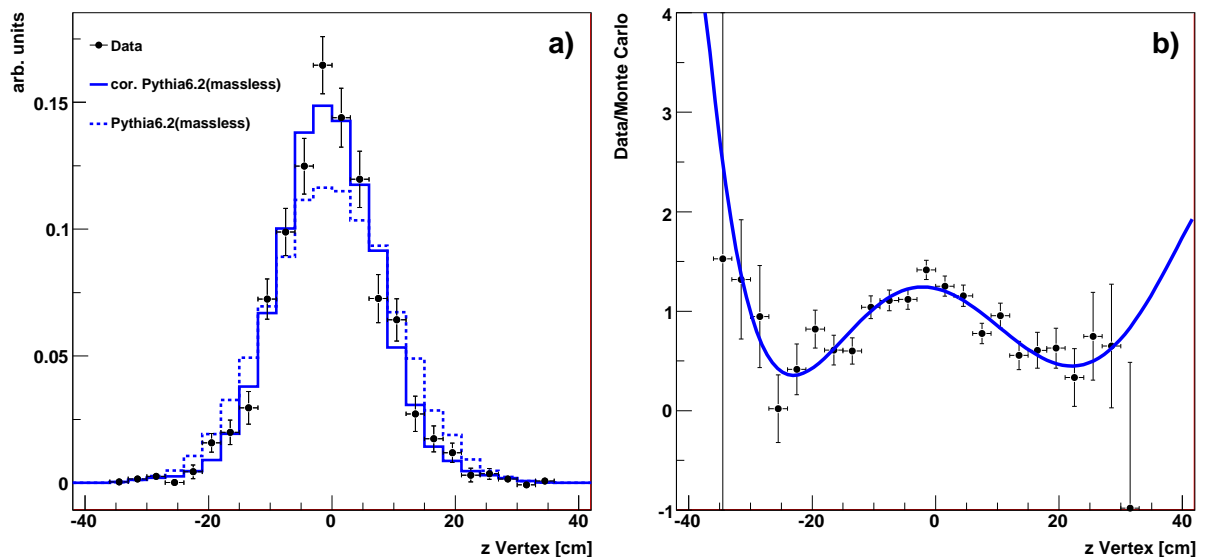 a)
arb. units
Data
cor. Pythia6.2(massless)
Pythia6.2(massless)
0.15
0.1
0.05
0
-40 -20 0 20 40
z Vertex [cm]
b)
Data/Monte Carlo
4
3
2
1
0
-1
-40 -20 0 20 40
z Vertex [cm]